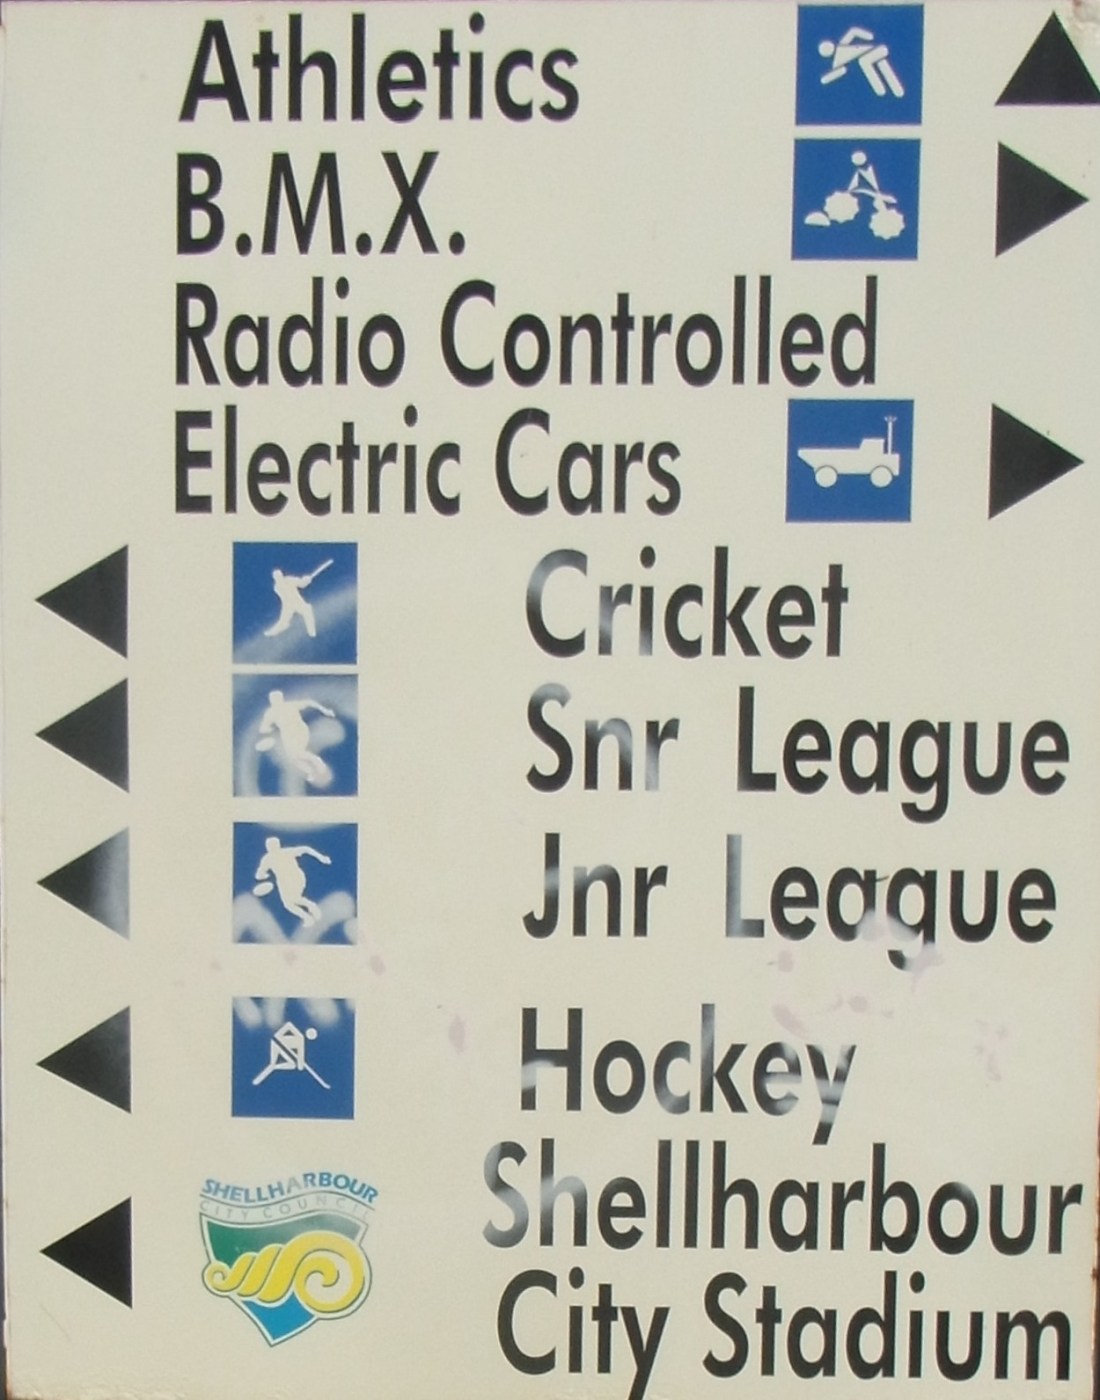 Athletics
B.M.X.
Radio Controlled
Electric Cars
Cricket
Snr League
Jnr League
Hockey
SHELLHARBOUR
CITY COUNCIL
Shellharbour
City Stadium